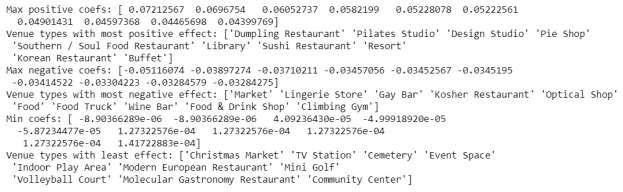 Max positive coefs: [ 0.07212567  0.0696754   0.06052737  0.0582199   0.05228078  0.05222561
  0.04901431  0.04597368  0.04465698  0.04399769]
Venue types with most positive effect: ['Dumpling Restaurant' 'Pilates Studio' 'Design Studio' 'Pie Shop'
 'Southern / Soul Food Restaurant' 'Library' 'Sushi Restaurant' 'Resort'
 'Korean Restaurant' 'Buffet']
Max negative coefs: [-0.05116074 -0.03897274 -0.03710211 -0.03457056 -0.03452567 -0.0345195
 -0.03414522 -0.03304223 -0.03284579 -0.03284275]
Venue types with most negative effect: ['Market' 'Lingerie Store' 'Gay Bar' 'Kosher Restaurant' 'Optical Shop'
 'Food' 'Food Truck' 'Wine Bar' 'Food & Drink Shop' 'Climbing Gym']
Min coefs: [ -8.90366289e-06  -8.90366289e-06   4.09236430e-05  -4.99918920e-05
  -5.87234477e-05   1.27322576e-04   1.27322576e-04   1.27322576e-04
   1.27322576e-04   1.41722883e-04]
Venue types with least effect: ['Christmas Market' 'TV Station' 'Cemetery' 'Event Space'
 'Indoor Play Area' 'Modern European Restaurant' 'Mini Golf'
 'Volleyball Court' 'Molecular Gastronomy Restaurant' 'Community Center']